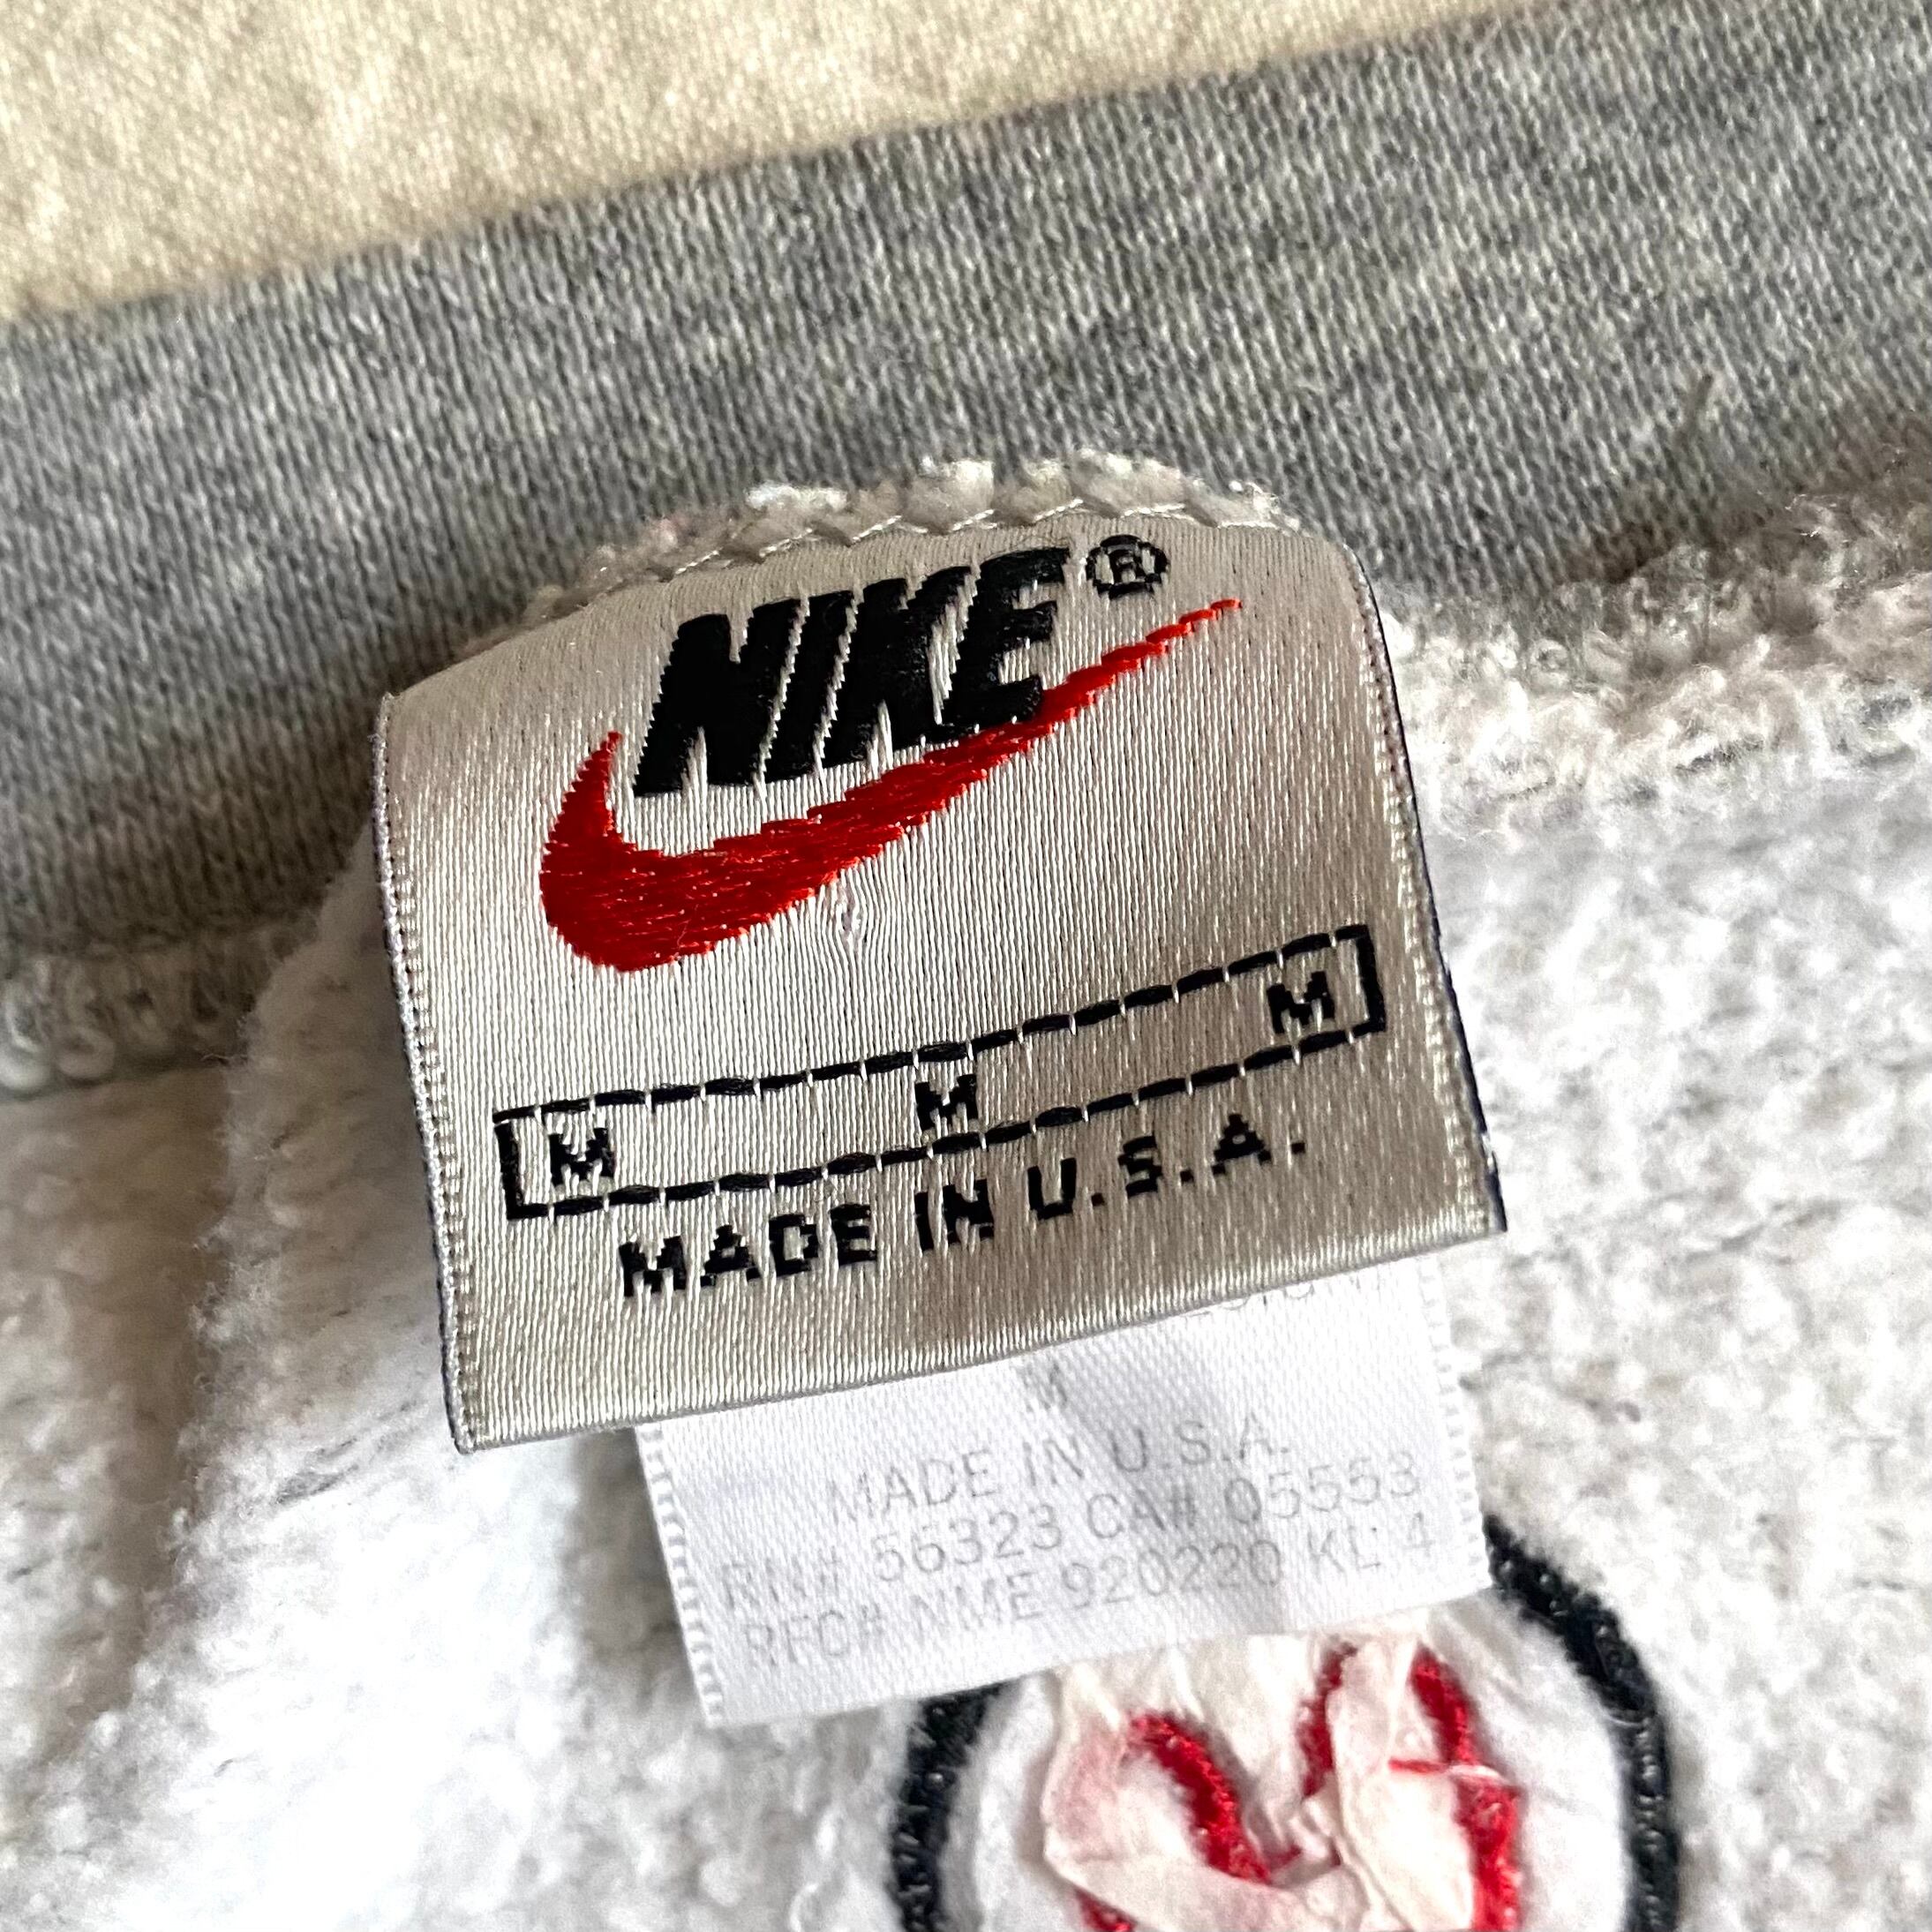 NIKE®
M M M
MADE IN U.S.A.
M
MADE IN U.S.A.
RN# 56323 CA# 05553
RFC# NME 920220 KL 4